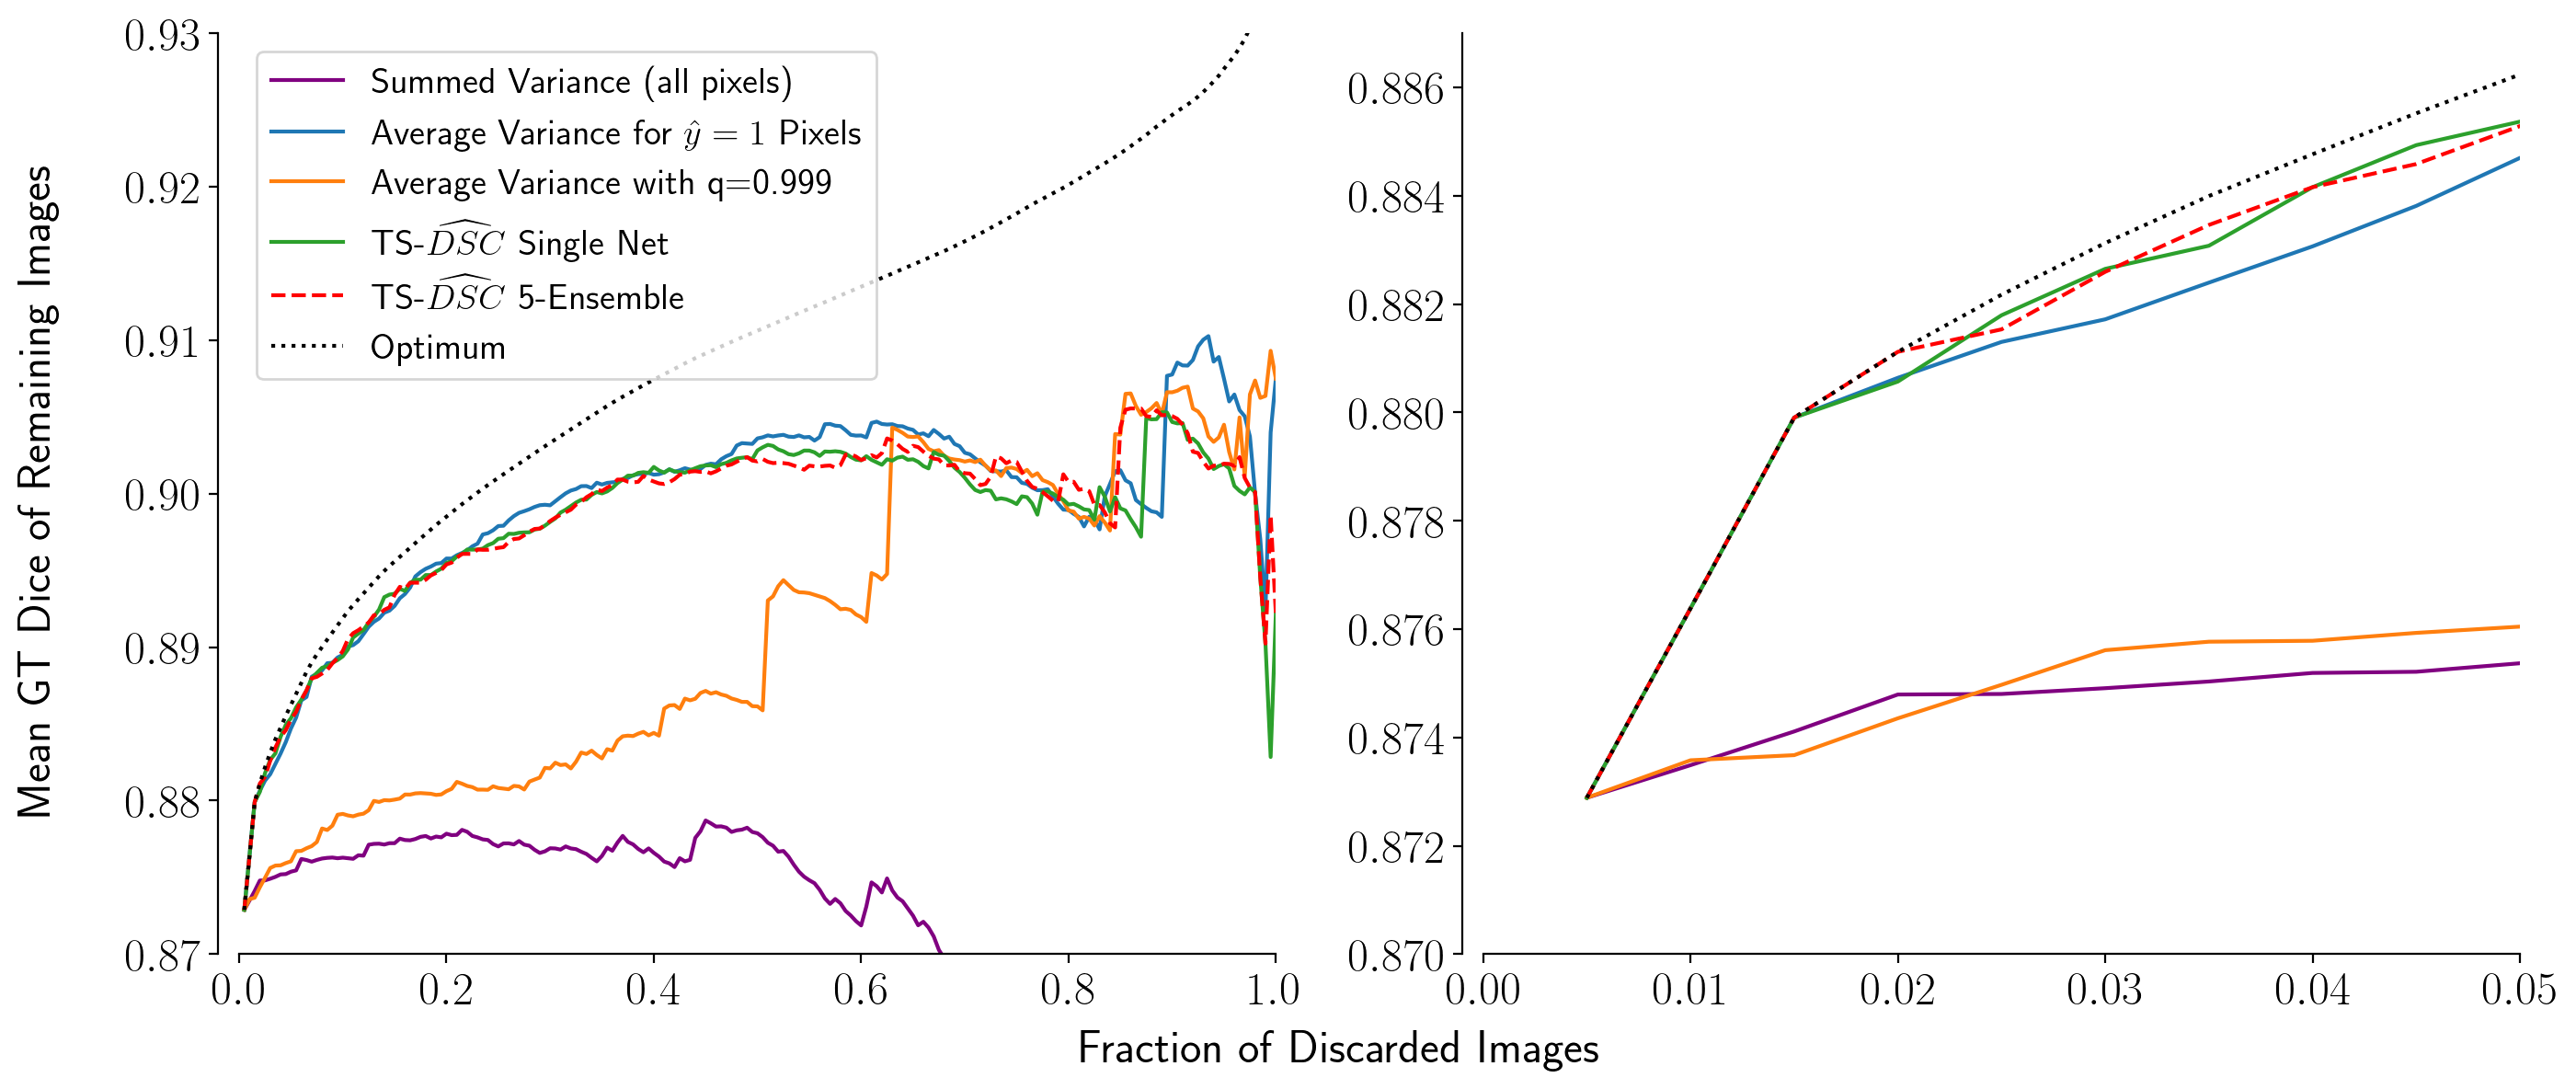 Mean GT Dice of Remaining Images
0.93
0.92
0.91
0.90
0.89
0.88
0.87
Summed Variance (all pixels)
Average Variance for ŷ = 1 Pixels
Average Variance with q=0.999
TS-\widehat{DSC} Single Net
TS-\widehat{DSC} 5-Ensemble
Optimum
0.0 0.2 0.4 0.6 0.8 1.0
0.886
0.884
0.882
0.880
0.878
0.876
0.874
0.872
0.870
0.00 0.01 0.02 0.03 0.04 0.05
Fraction of Discarded Images